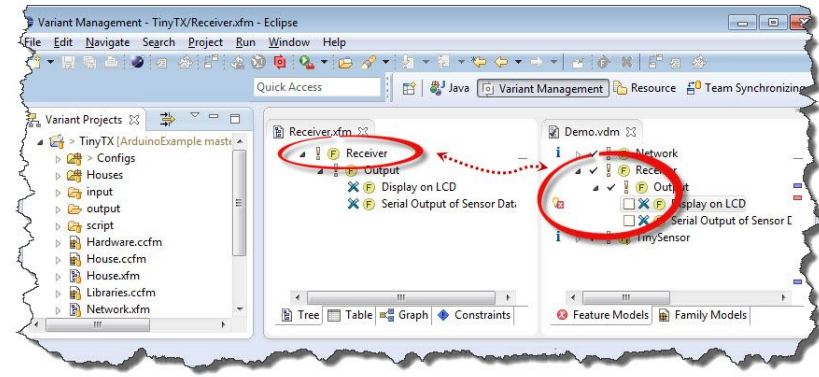 Variant Management - TinyTX/Receiver.xfm - Eclipse
File Edit Navigate Search Project Run Window Help
Quick Access
Java Variant Management Resource Team Synchronizing
Variant Projects
> TinyTX [ArduinoExample maste
> Configs
Houses
input
output
script
Hardware.ccfm
House.ccfm
House.xfm
Libraries.ccfm
Network.xfm
Receiver.xfm
! F Receiver
! F Output
F Display on LCD
F Serial Output of Sensor Data
Tree Table Graph Constraints
Demo.vdm
i ! F Network
! F Receiver
! F Output
F Display on LCD
F Serial Output of Sensor D
i ! F TinySensor
Feature Models Family Models